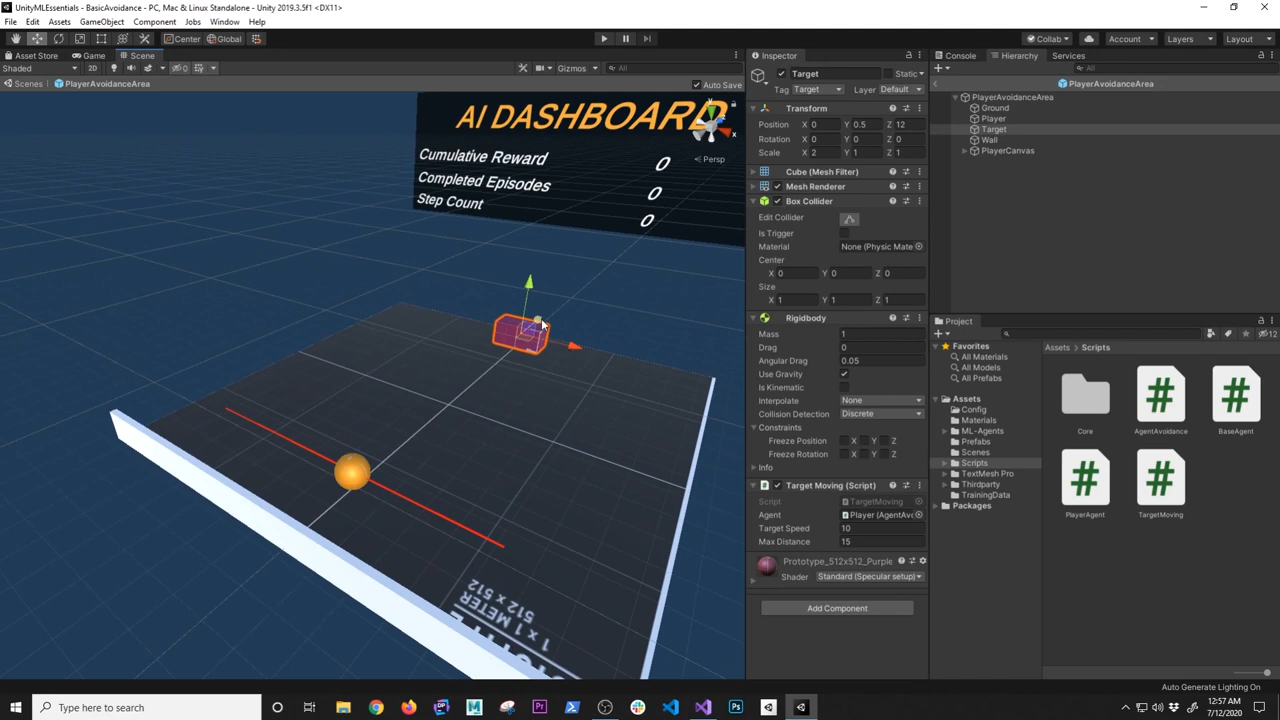 UnityMLEssentials - BasicAvoidance - PC, Mac & Linux Standalone - Unity 2019.3.5f1 <DX11>
File Edit Assets GameObject Component Jobs Window Help
Center Global Collab Account Layers Layout
Asset Store Game Scene
Shaded 2D 0 Gizmos All
Scenes PlayerAvoidanceArea Auto Save
AI DASHBOARD
Cumulative Reward 0
Completed Episodes 0
Step Count 0
y
x
Persp
1 X 1 METER
512 x 512
Inspector
Target Static
Tag Target Layer Default
Transform
Position X 0 Y 0.5 Z 12
Rotation X 0 Y 0 Z 0
Scale X 2 Y 1 Z 1
Cube (Mesh Filter)
Mesh Renderer
Box Collider
Edit Collider
Is Trigger
Material None (Physic Mate
Center
X 0 Y 0 Z 0
Size
X 1 Y 1 Z 1
Rigidbody
Mass 1
Drag 0
Angular Drag 0.05
Use Gravity
Is Kinematic
Interpolate None
Collision Detection Discrete
Constraints
Freeze Position X Y Z
Freeze Rotation X Y Z
Info
Target Moving (Script)
Script TargetMoving
Agent Player (AgentAvo
Target Speed 10
Max Distance 15
Prototype_512x512_Purple
Shader Standard (Specular setup)
Add Component
Console Hierarchy Services
All
PlayerAvoidanceArea
PlayerAvoidanceArea
Ground
Player
Target
Wall
PlayerCanvas
Project
12
Favorites
All Materials
All Models
All Prefabs
Assets
Config
Materials
ML-Agents
Prefabs
Scenes
Scripts
TextMesh Pro
Thirdparty
TrainingData
Packages
Assets Scripts
Core AgentAvoidance BaseAgent
PlayerAgent TargetMoving
Auto Generate Lighting On
Type here to search
12:57 AM
7/12/2020